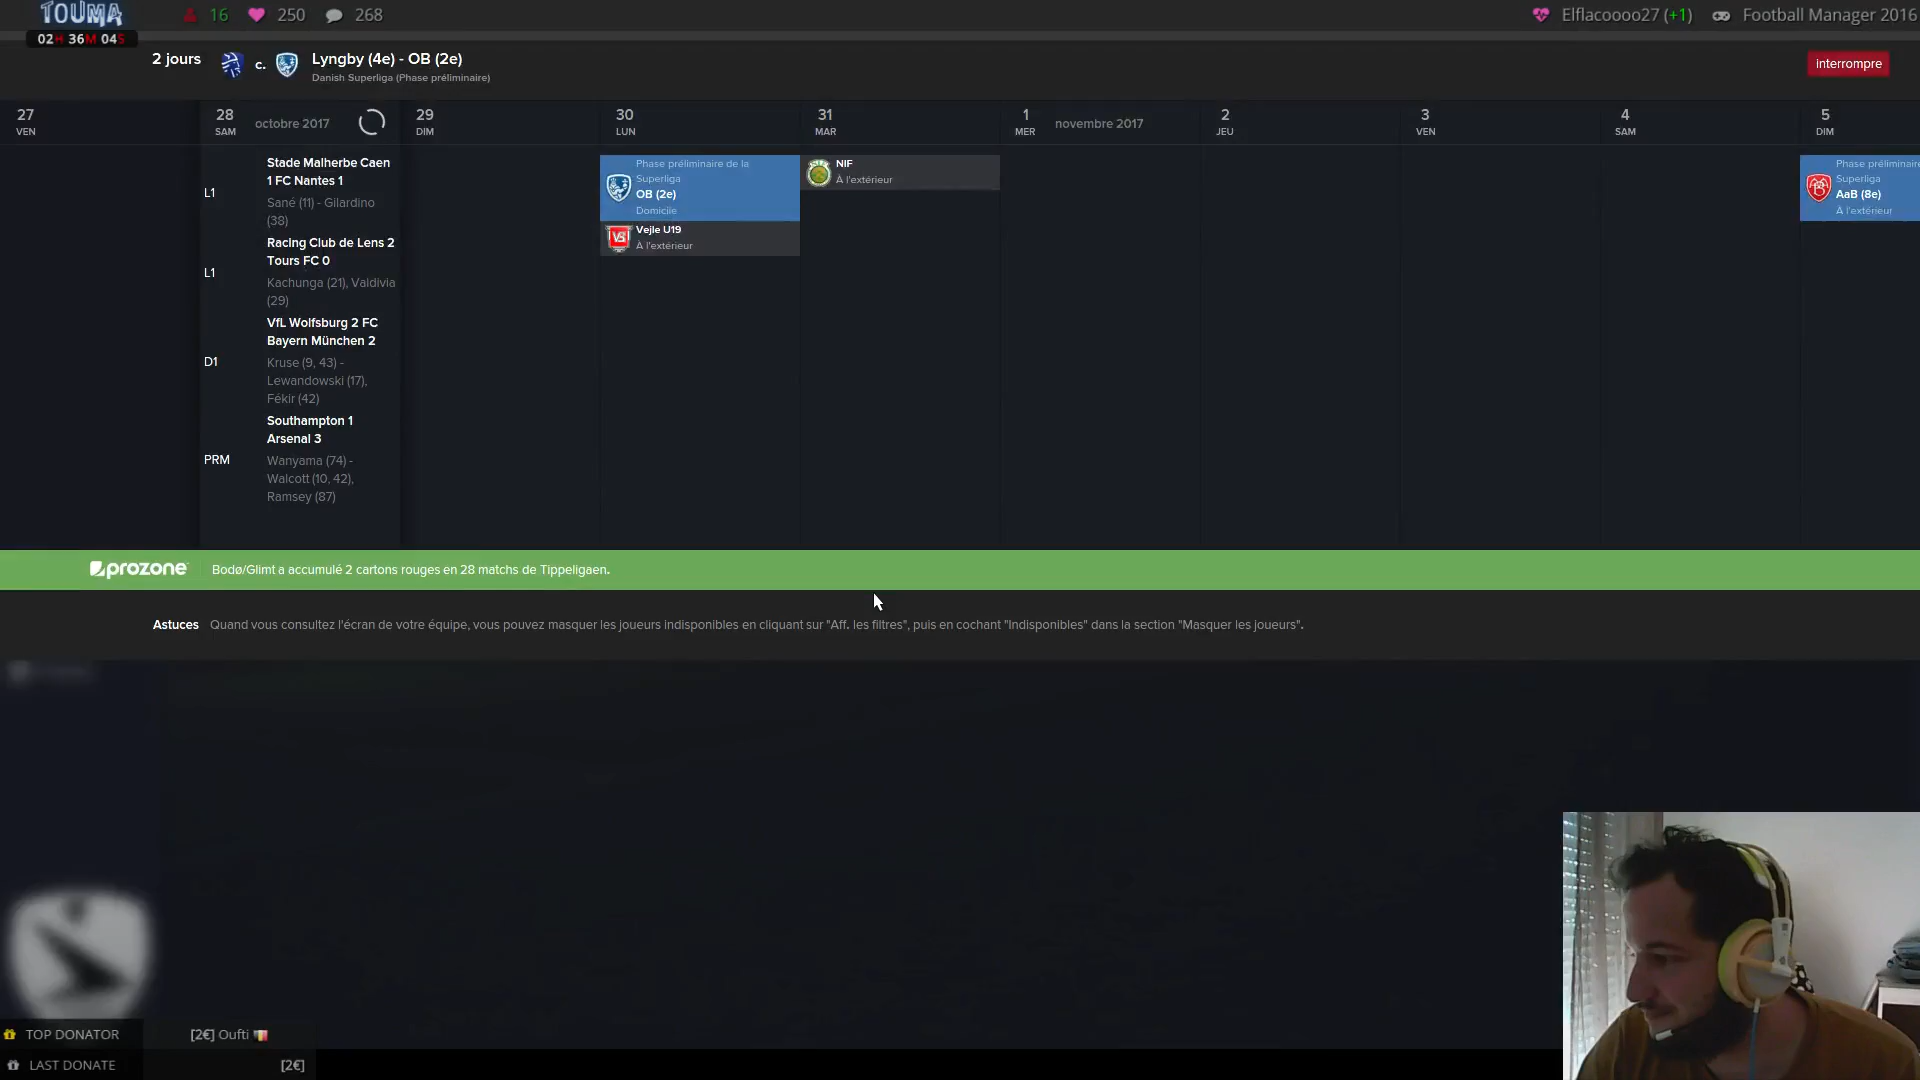 TOUMA
16 250 268
Elflacoooo27 (+1) Football Manager 2016
02H 36M 04S
2 jours c. Lyngby (4e) - OB (2e)
Danish Superliga (Phase préliminaire)
interrompre
27
VEN
28
SAM
octobre 2017
29
DIM
30
LUN
31
MAR
1
MER
novembre 2017
2
JEU
3
VEN
4
SAM
5
DIM
L1
Stade Malherbe Caen
1 FC Nantes 1
Sané (11) - Gilardino
(38)
L1
Racing Club de Lens 2
Tours FC 0
Kachunga (21), Valdivia
(29)
D1
VfL Wolfsburg 2 FC
Bayern München 2
Kruse (9, 43) -
Lewandowski (17),
Fékir (42)
PRM
Southampton 1
Arsenal 3
Wanyama (74) -
Walcott (10, 42),
Ramsey (87)
Phase préliminaire de la
Superliga
OB (2e)
Domicile
VS
Vejle U19
À l'extérieur
NIF
À l'extérieur
Phase préliminaire
Superliga
AaB (8e)
À l'extérieur
prozone Bodø/Glimt a accumulé 2 cartons rouges en 28 matchs de Tippeligaen.
Astuces Quand vous consultez l'écran de votre équipe, vous pouvez masquer les joueurs indisponibles en cliquant sur "Aff. les filtres", puis en cochant "Indisponibles" dans la section "Masquer les joueurs".
TOP DONATOR [2€] Oufti
LAST DONATE [2€]